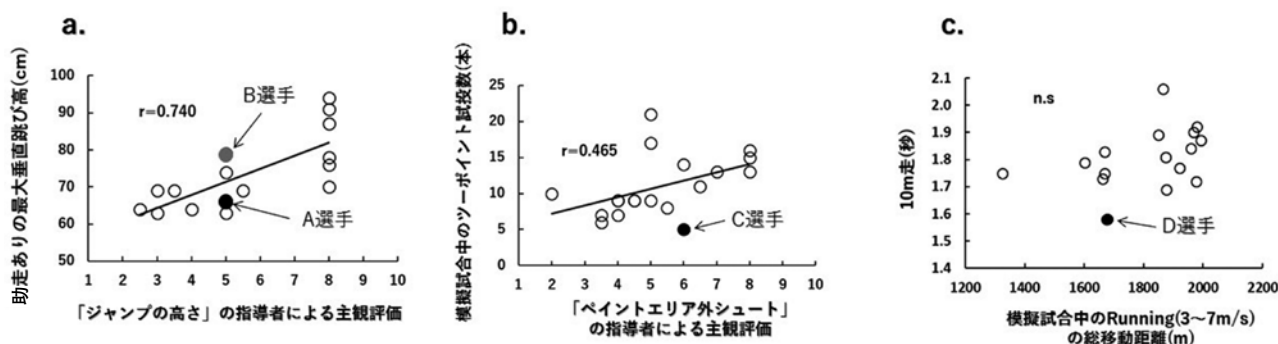 a.
助走ありの最大垂直跳び高(cm)
100
90
80
70
60
50
r=0.740
B選手
A選手
1 2 3 4 5 6 7 8 9 10
「ジャンプの高さ」の指導者による主観評価
b.
模擬試合中のツーポイント試投数(本)
25
20
15
10
5
0
r=0.465
C選手
1 2 3 4 5 6 7 8 9 10
「ペイントエリア外シュート」
の指導者による主観評価
c.
10m走(秒)
2.1
2.0
1.9
1.8
1.7
1.6
1.5
1.4
n.s
D選手
1200 1400 1600 1800 2000 2200
模擬試合中のRunning(3〜7m/s)
の総移動距離(m)